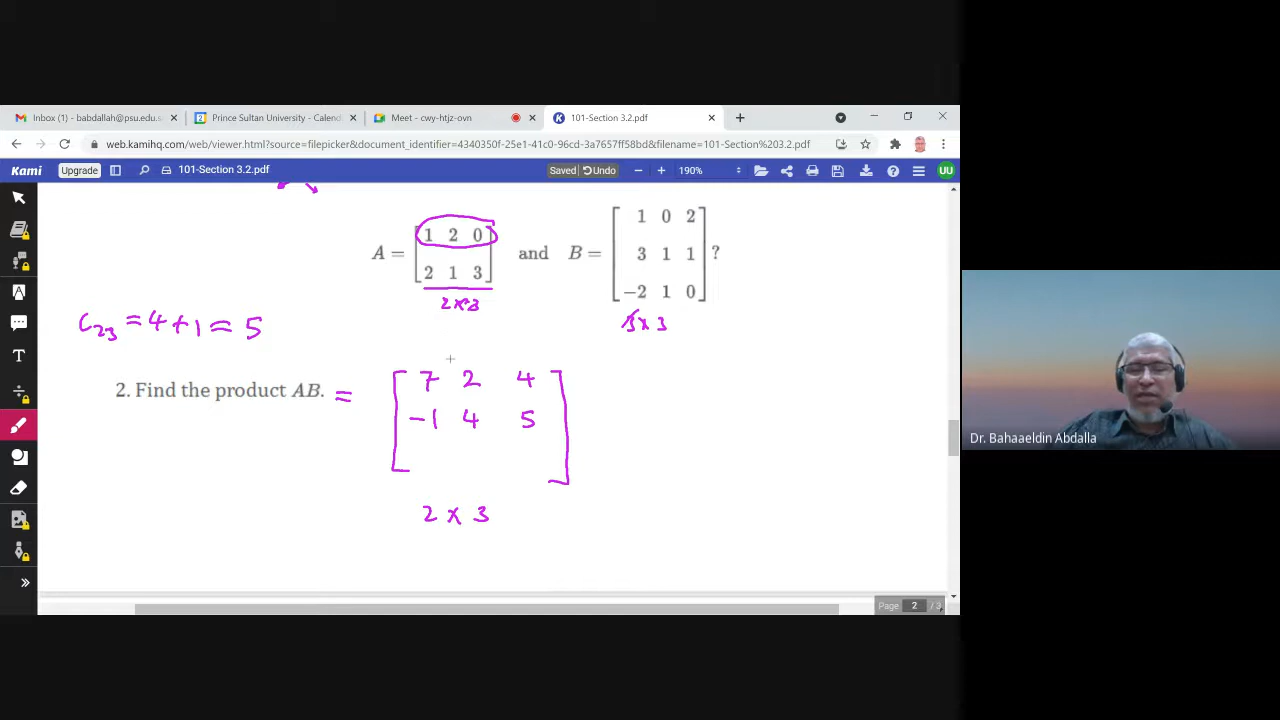 Inbox (1) - babdallah@psu.edu.s
Prince Sultan University - Calend
Meet - cwy-htjz-ovn
101-Section 3.2.pdf
web.kamihq.com/web/viewer.html?source=filepicker&document_identifier=4340350f-25e1-41c0-96cd-3a7657ff58bd&filename=101-Section%203.2.pdf
Kami Upgrade 101-Section 3.2.pdf Saved Undo 190% UU
A = [1 2 0 and B = [1 0 2
2 1 3] 3 1 1
-2 1 0] ?
2x3 3 x 3
C23 = 4 + 1 = 5
2. Find the product AB. = [7 2 4
-1 4 5]
2 x 3
Page 2 / 3
Dr. Bahaaeldin Abdalla